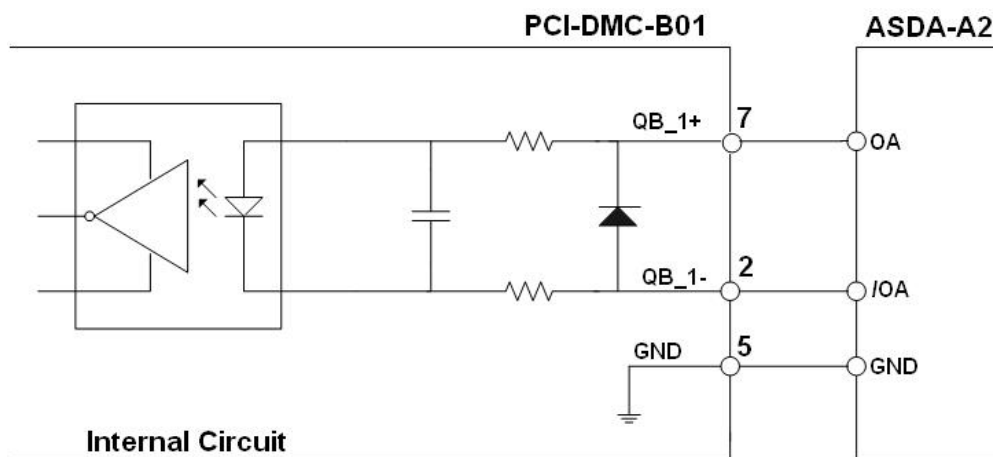 PCI-DMC-B01
ASDA-A2
QB_1+
7
OA
QB_1-
2
/OA
GND
5
GND
Internal Circuit